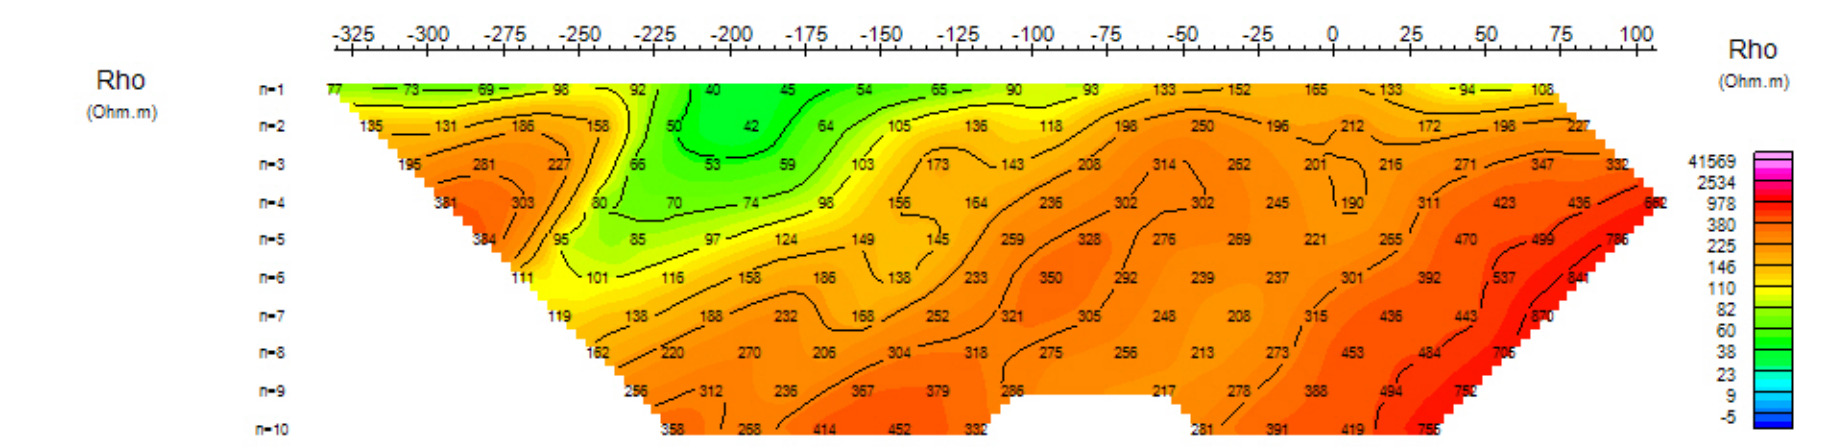 -325 -300 -275 -250 -225 -200 -175 -150 -125 -100 -75 -50 -25 0 25 50 75 100
Rho
(Ohm.m)
Rho
(Ohm.m)
n=1 77 73 69 98 92 40 45 54 65 90 93 133 152 165 133 94 108
n=2 135 131 186 158 50 42 64 105 136 118 198 250 196 212 172 198 227
n=3 195 281 227 66 53 59 103 173 143 208 314 262 201 216 271 347 332
n=4 381 303 80 70 74 98 156 164 236 302 302 245 190 311 423 436 662
n=5 384 95 85 97 124 149 145 259 328 276 269 221 265 470 499 786
n=6 111 101 116 158 186 138 233 350 292 239 237 301 392 537 841
n=7 119 138 188 232 168 252 321 305 248 208 315 436 443 870
n=8 162 220 270 206 304 318 275 256 213 273 453 484 706
n=9 256 312 236 367 379 286 217 278 388 494 752
n=10 358 268 414 452 332 281 391 419 755
41569
2534
978
380
225
146
110
82
60
38
23
9
-5